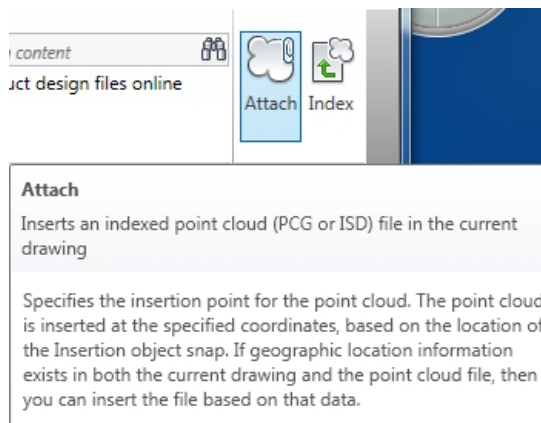 content
uct design files online
Attach Index
Attach
Inserts an indexed point cloud (PCG or ISD) file in the current
drawing
Specifies the insertion point for the point cloud. The point cloud
is inserted at the specified coordinates, based on the location of
the Insertion object snap. If geographic location information
exists in both the current drawing and the point cloud file, then
you can insert the file based on that data.